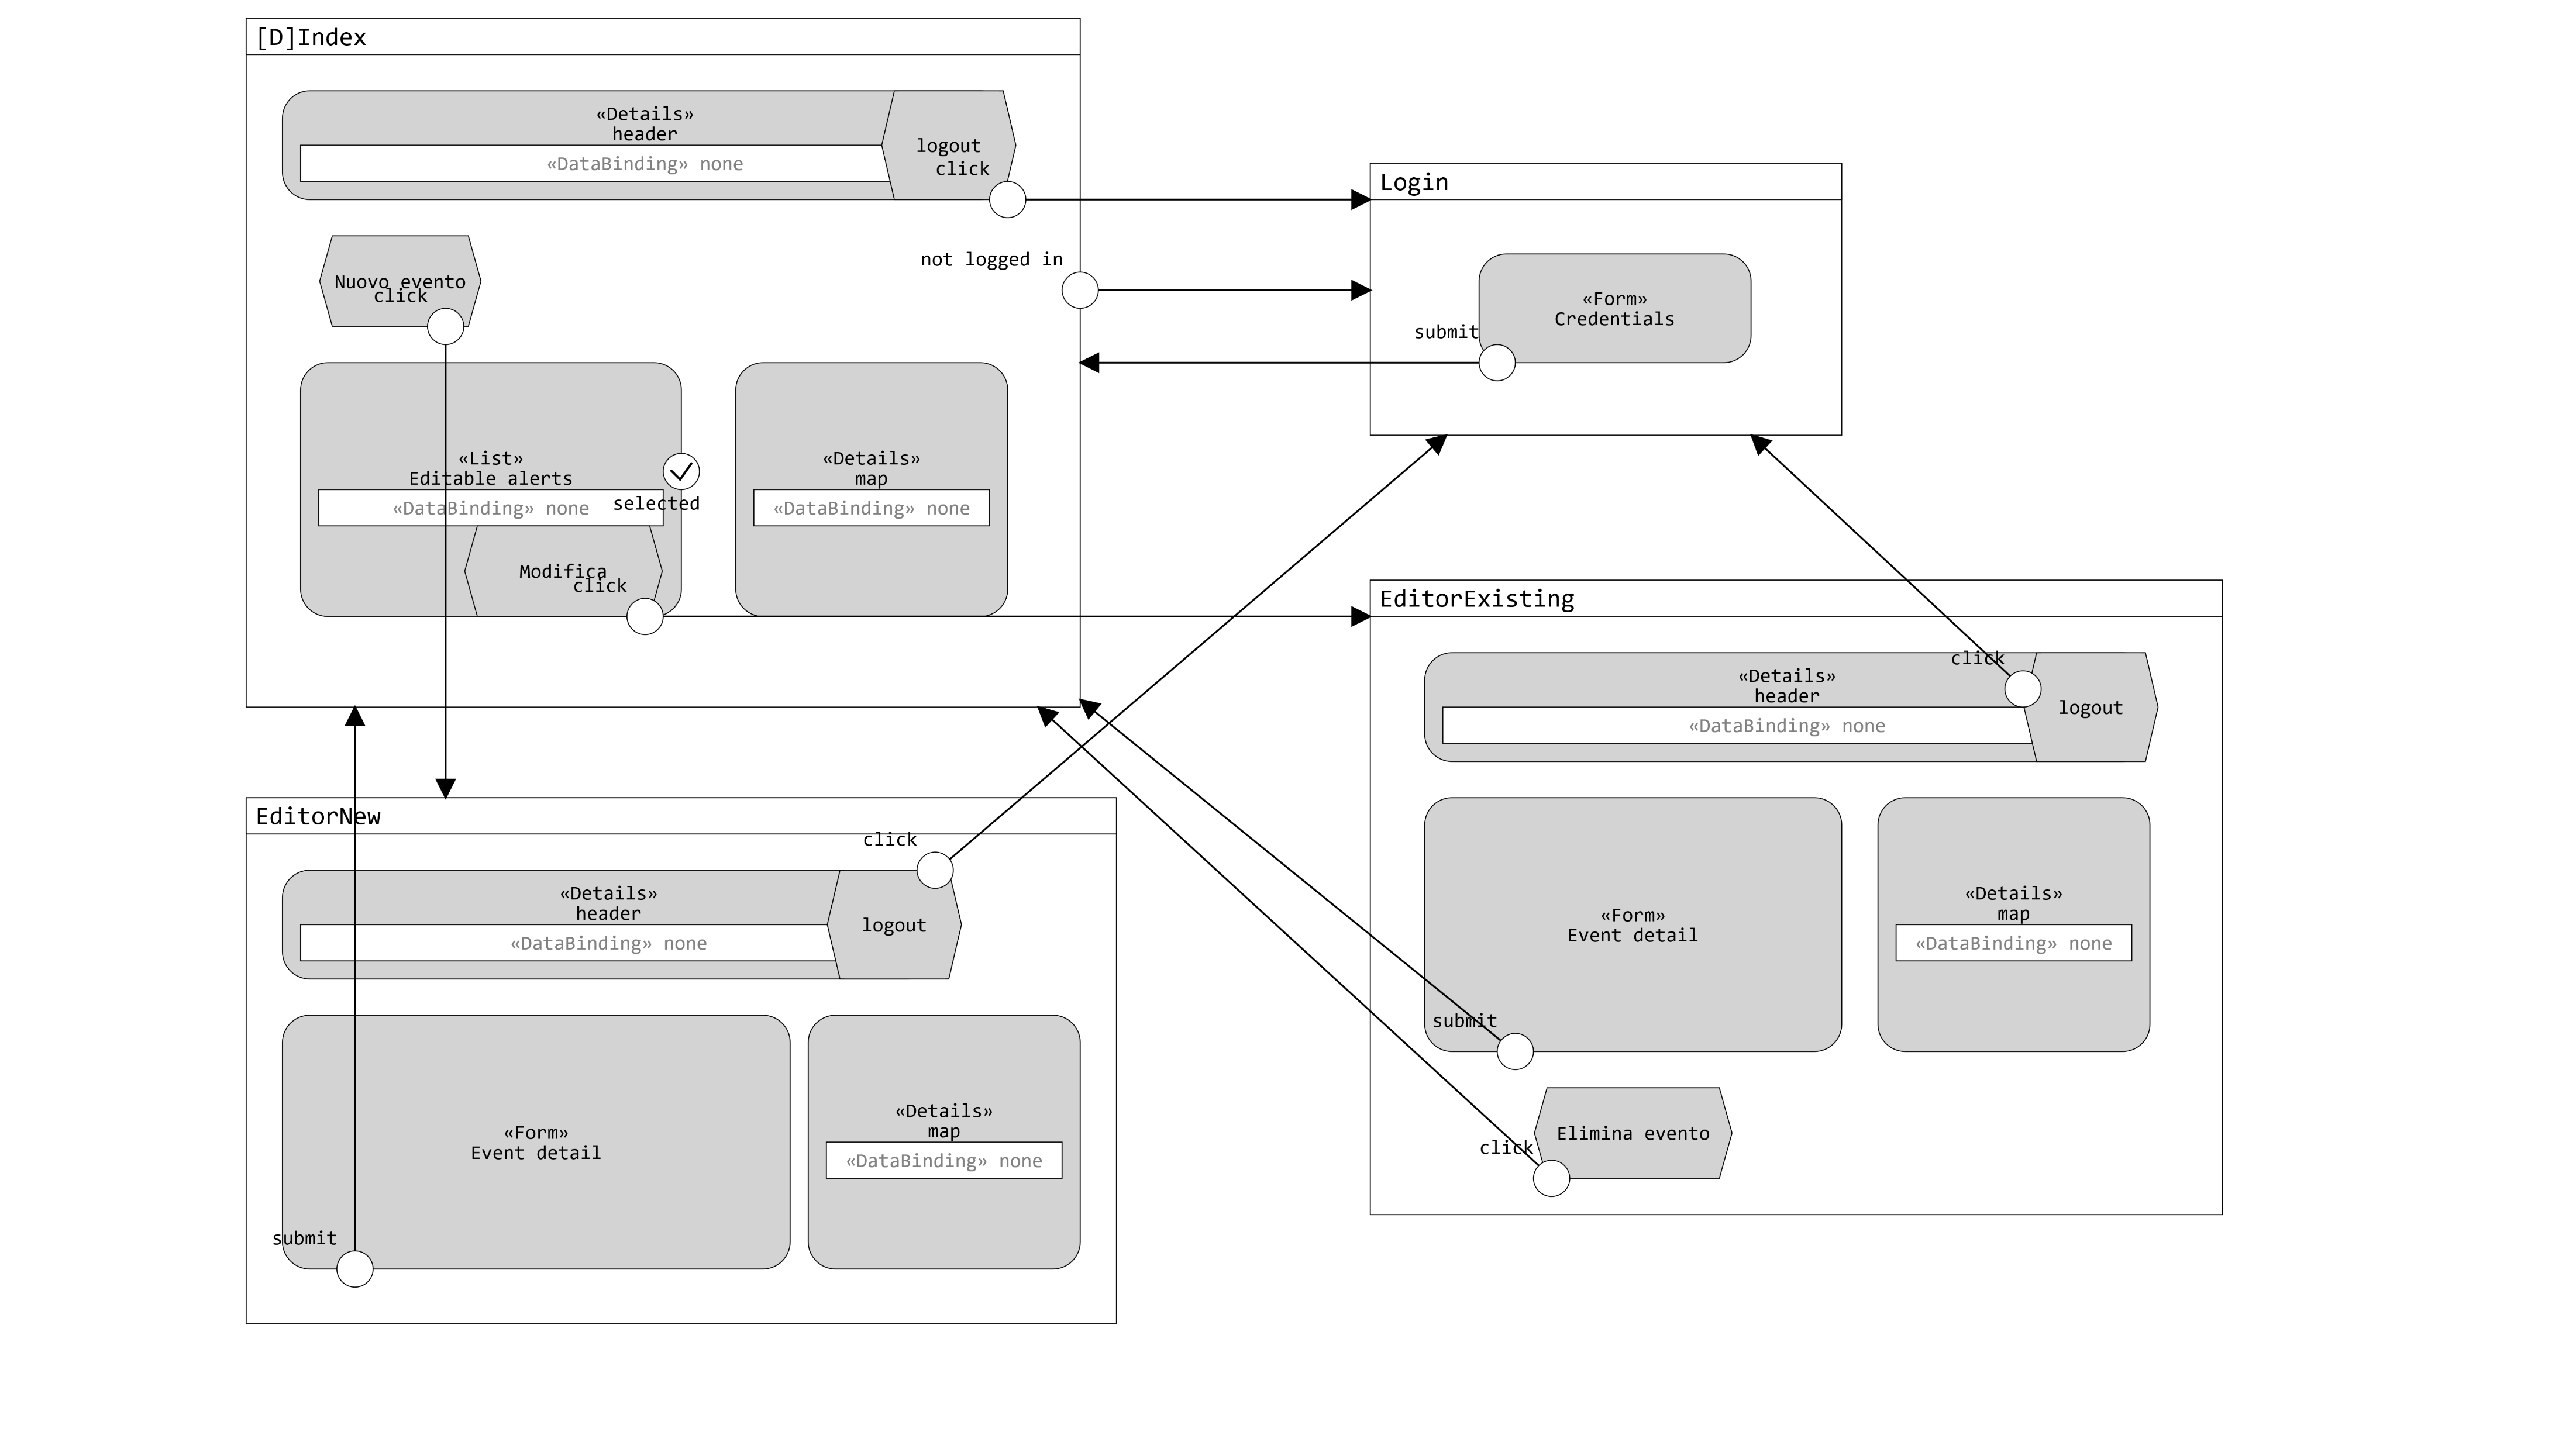 [D]Index
«Details»
header
«DataBinding» none
logout
click
not logged in
Nuovo evento
click
«List»
Editable alerts
«DataBinding» none
selected
Modifica
click
«Details»
map
«DataBinding» none
Login
«Form»
Credentials
submit
EditorExisting
click
«Details»
header
«DataBinding» none
logout
«Form»
Event detail
submit
«Details»
map
«DataBinding» none
Elimina evento
click
EditorNew
click
«Details»
header
«DataBinding» none
logout
«Form»
Event detail
submit
«Details»
map
«DataBinding» none